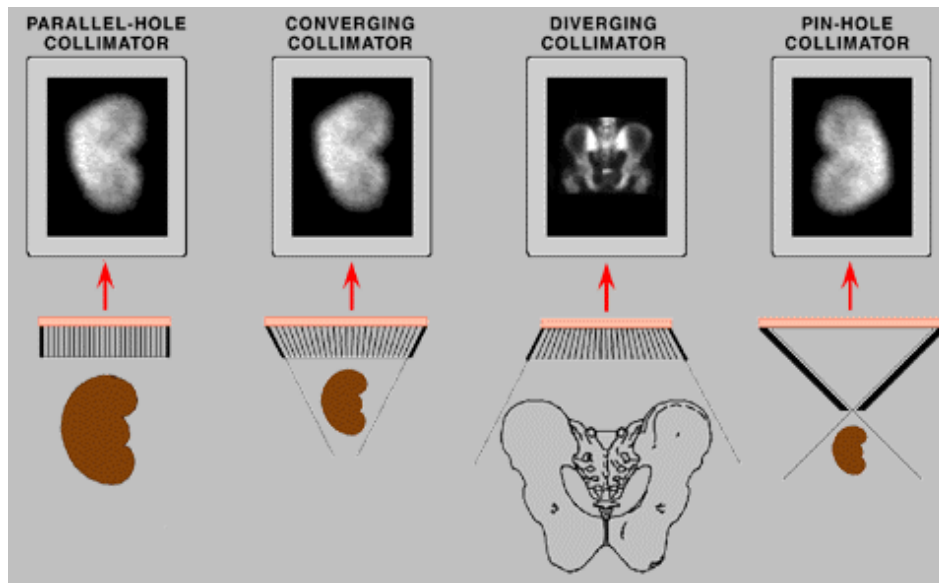 PARALLEL-HOLE
COLLIMATOR
CONVERGING
COLLIMATOR
DIVERGING
COLLIMATOR
PIN-HOLE
COLLIMATOR